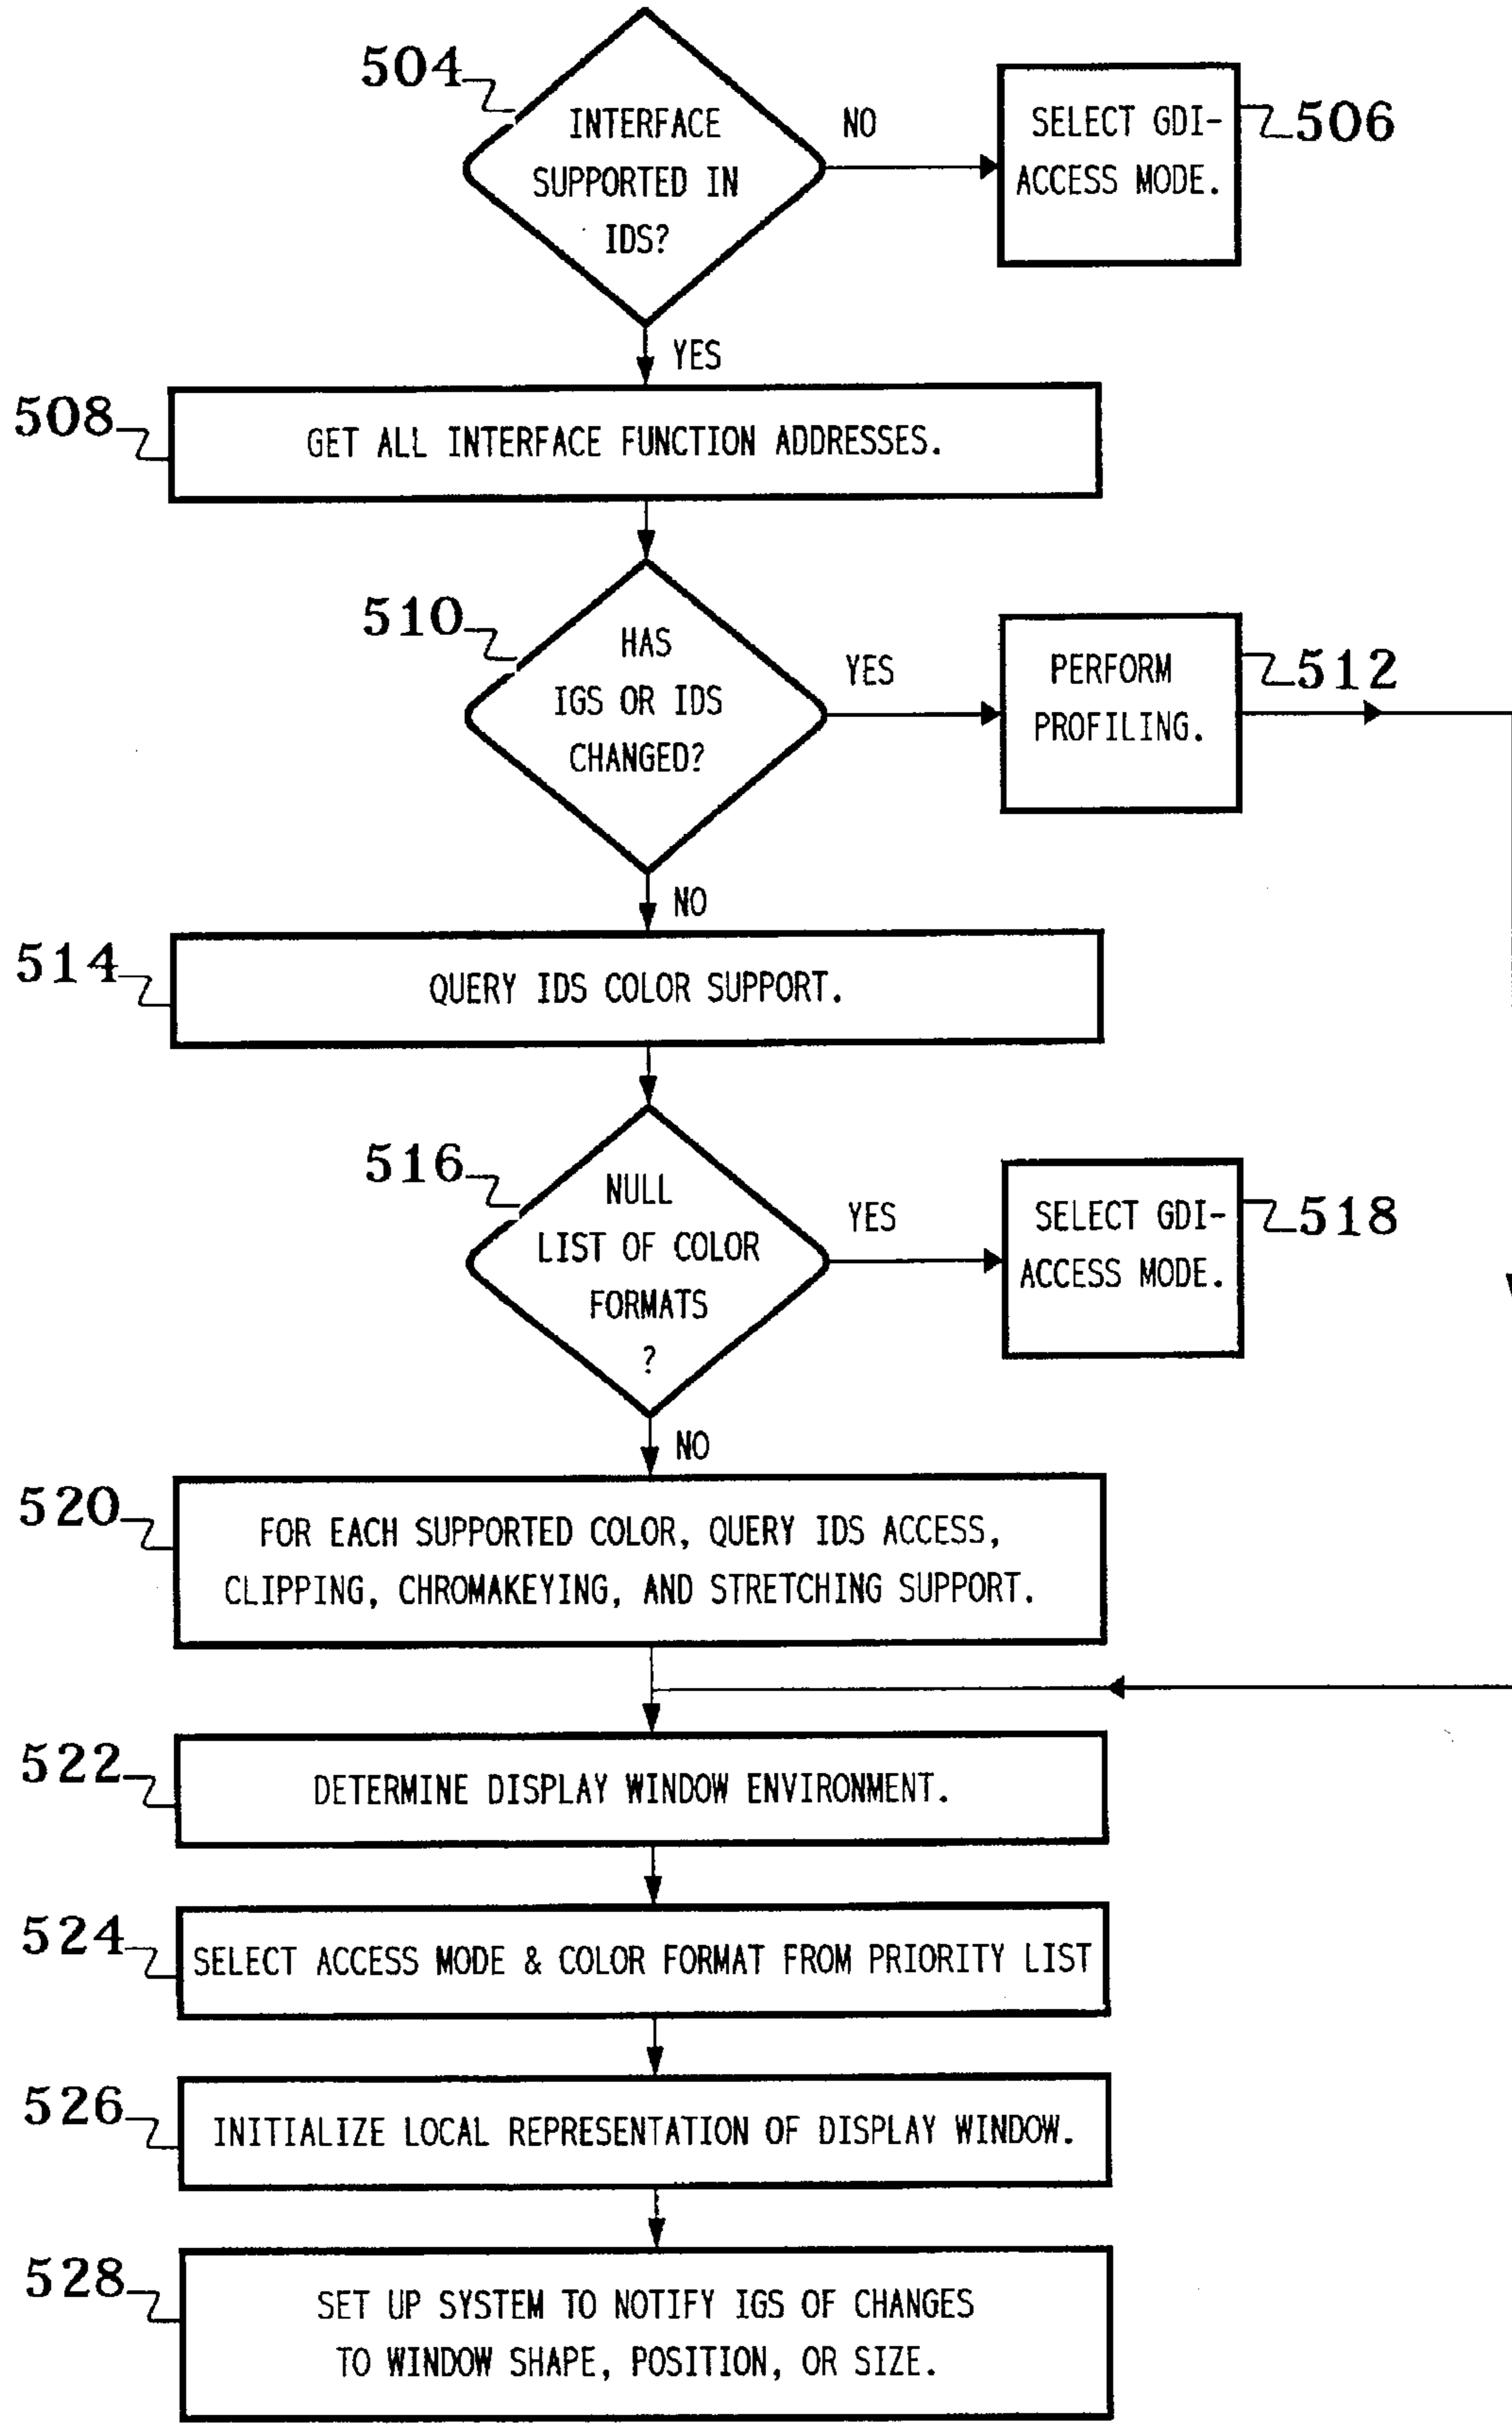 504
INTERFACE
SUPPORTED IN
IDS?
NO
SELECT GDI-
ACCESS MODE.
506
YES
508
GET ALL INTERFACE FUNCTION ADDRESSES.
510
HAS
IGS OR IDS
CHANGED?
YES
PERFORM
PROFILING.
512
NO
514
QUERY IDS COLOR SUPPORT.
516
NULL
LIST OF COLOR
FORMATS
?
YES
SELECT GDI-
ACCESS MODE.
518
NO
520
FOR EACH SUPPORTED COLOR, QUERY IDS ACCESS,
CLIPPING, CHROMAKEYING, AND STRETCHING SUPPORT.
522
DETERMINE DISPLAY WINDOW ENVIRONMENT.
524
SELECT ACCESS MODE & COLOR FORMAT FROM PRIORITY LIST
526
INITIALIZE LOCAL REPRESENTATION OF DISPLAY WINDOW.
528
SET UP SYSTEM TO NOTIFY IGS OF CHANGES
TO WINDOW SHAPE, POSITION, OR SIZE.